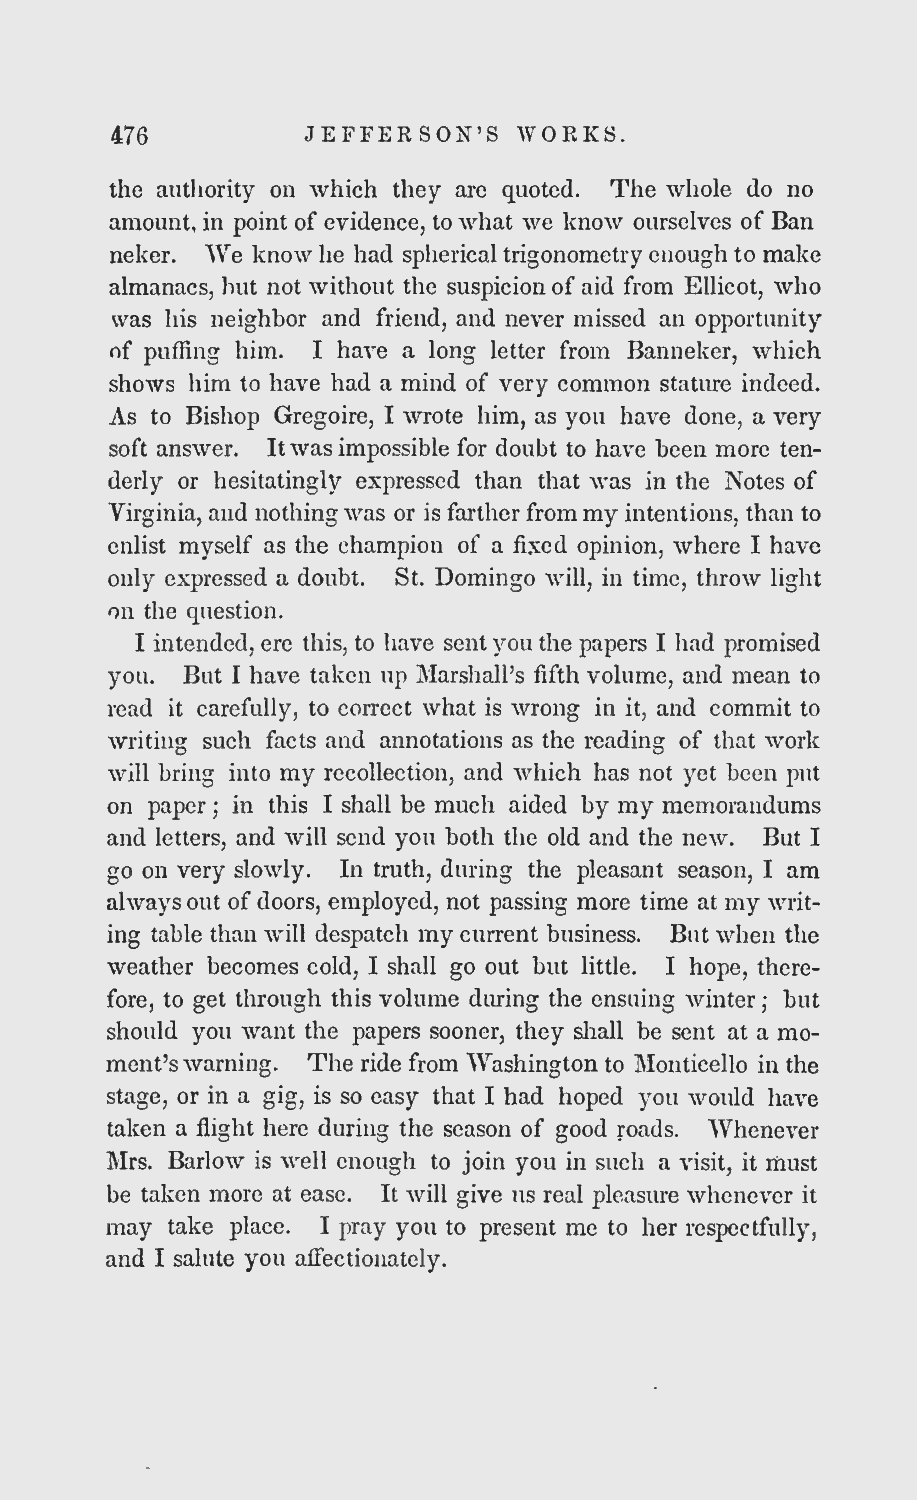 476 JEFFERSON'S WORKS.
the authority on which they are quoted. The whole do no
amount, in point of evidence, to what we know ourselves of Ban
neker. We know he had spherical trigonometry enough to make
almanacs, but not without the suspicion of aid from Ellicot, who
was his neighbor and friend, and never missed an opportunity
of puffing him. I have a long letter from Banneker, which
shows him to have had a mind of very common stature indeed.
As to Bishop Gregoire, I wrote him, as you have done, a very
soft answer. It was impossible for doubt to have been more ten-
derly or hesitatingly expressed than that was in the Notes of
Virginia, and nothing was or is farther from my intentions, than to
enlist myself as the champion of a fixed opinion, where I have
only expressed a doubt. St. Domingo will, in time, throw light
on the question.
I intended, ere this, to have sent you the papers I had promised
you. But I have taken up Marshall's fifth volume, and mean to
read it carefully, to correct what is wrong in it, and commit to
writing such facts and annotations as the reading of that work
will bring into my recollection, and which has not yet been put
on paper; in this I shall be much aided by my memorandums
and letters, and will send you both the old and the new. But I
go on very slowly. In truth, during the pleasant season, I am
always out of doors, employed, not passing more time at my writ-
ing table than will despatch my current business. But when the
weather becomes cold, I shall go out but little. I hope, there-
fore, to get through this volume during the ensuing winter; but
should you want the papers sooner, they shall be sent at a mo-
ment's warning. The ride from Washington to Monticello in the
stage, or in a gig, is so easy that I had hoped you would have
taken a flight here during the season of good roads. Whenever
Mrs. Barlow is well enough to join you in such a visit, it must
be taken more at ease. It will give us real pleasure whenever it
may take place. I pray you to present me to her respectfully,
and I salute you affectionately.